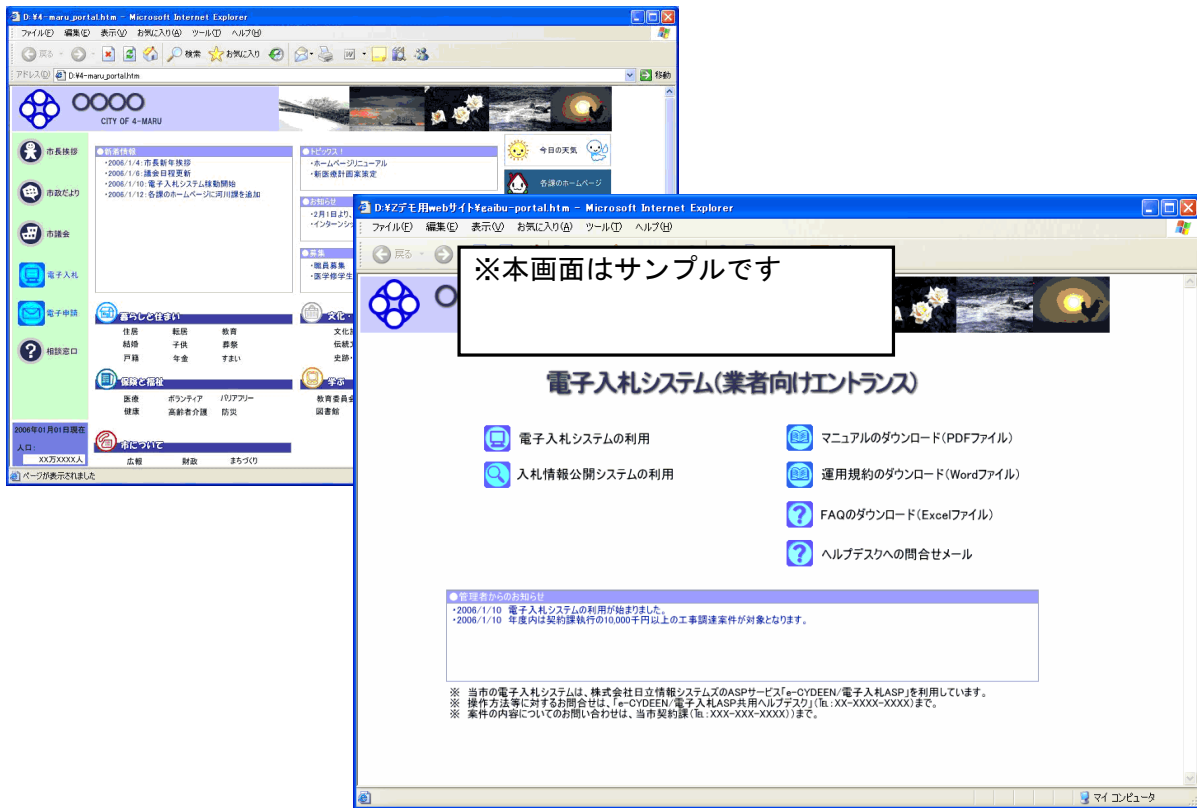 D:¥4-maru_portal.htm - Microsoft Internet Explorer
ファイル(F) 編集(E) 表示(V) お気に入り(A) ツール(T) ヘルプ(H)
戻る 検索 お気に入り
アドレス(D) D:¥4-maru_portal.htm 移動
○○○○
CITY OF 4-MARU
市長挨拶
市政だより
市議会
電子入札
電子申請
相談窓口
2006年01月01日現在
人口:
XX万XXXX人
●新着情報
・2006/1/4:市長新年挨拶
・2006/1/6:議会日程更新
・2006/1/10:電子入札システム稼動開始
・2006/1/12:各課のホームページに河川課を追加
●トピックス!
・ホームページリニューアル
・新医療計画案策定
今日の天気
各課のホームページ
●お知らせ
・2月1日より、
・インターンシ
●募集
・職員募集
・医学修学生
暮らしと住まい
住居 転居 教育
結婚 子供 葬祭
戸籍 年金 すまい
文化・
文化
伝統
史跡・
保険と福祉
医療 ボランティア バリアフリー
健康 高齢者介護 防災
学ぶ
教育委員会
図書館
市について
広報 財政 まちづくり
ページが表示されました
D:¥Zデモ用webサイト¥gaibu-portal.htm - Microsoft Internet Explorer
ファイル(F) 編集(E) 表示(V) お気に入り(A) ツール(T) ヘルプ(H)
戻る
※本画面はサンプルです
電子入札システム(業者向けエントランス)
電子入札システムの利用
入札情報公開システムの利用
マニュアルのダウンロード(PDFファイル)
運用規約のダウンロード(Wordファイル)
FAQのダウンロード(Excelファイル)
ヘルプデスクへの問合せメール
●管理者からのお知らせ
・2006/1/10 電子入札システムの利用が始まりました。
・2006/1/10 年度内は契約課執行の10,000千円以上の工事調達案件が対象となります。
※ 当市の電子入札システムは、株式会社日立情報システムズのASPサービス「e-CYDEEN/電子入札ASP」を利用しています。
※ 操作方法等に対するお問合せは、「e-CYDEEN/電子入札ASP共用ヘルプデスク」(℡:XX-XXXX-XXXX)まで。
※ 案件の内容についてのお問い合わせは、当市契約課(℡:XXX-XXX-XXXX))まで。
マイ コンピュータ